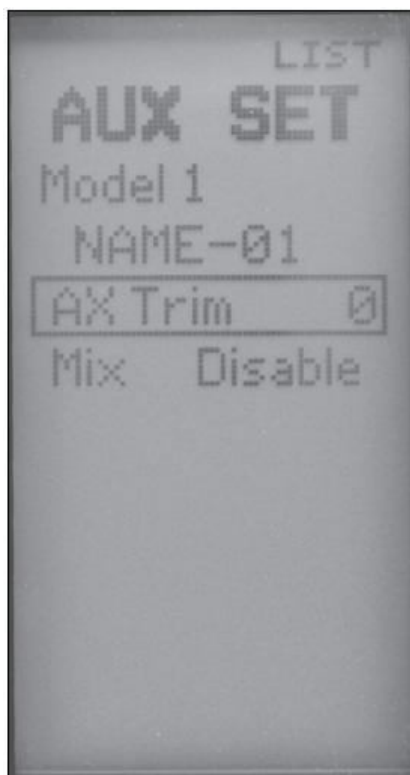 LIST
AUX SET
Model 1
NAME-01
AX Trim 0
Mix Disable